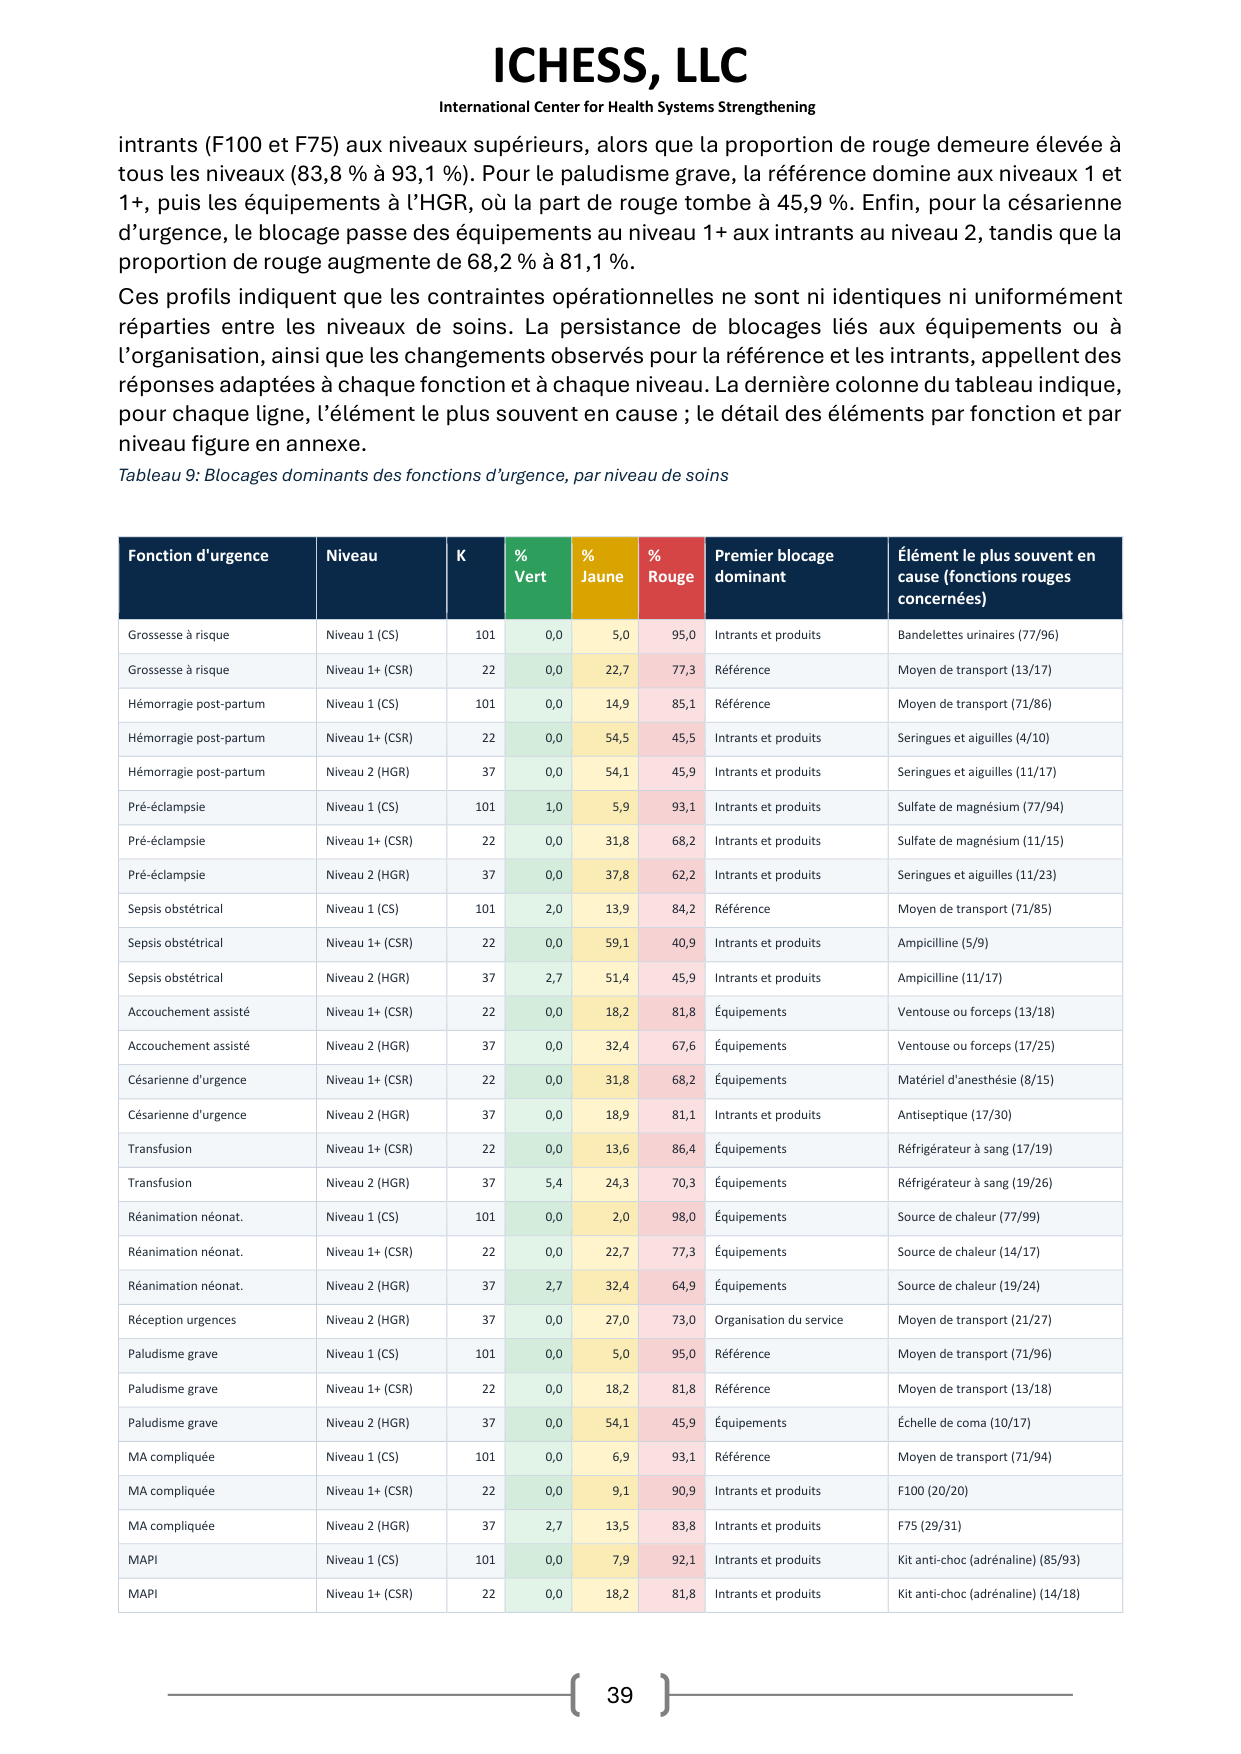 ICHESS, LLC
International Center for Health Systems Strengthening
intrants (F100 et F75) aux niveaux supérieurs, alors que la proportion de rouge demeure élevée à
tous les niveaux (83,8 % à 93,1 %). Pour le paludisme grave, la référence domine aux niveaux 1 et
1+, puis les équipements à l’HGR, où la part de rouge tombe à 45,9 %. Enfin, pour la césarienne
d’urgence, le blocage passe des équipements au niveau 1+ aux intrants au niveau 2, tandis que la
proportion de rouge augmente de 68,2 % à 81,1 %.
Ces profils indiquent que les contraintes opérationnelles ne sont ni identiques ni uniformément
réparties entre les niveaux de soins. La persistance de blocages liés aux équipements ou à
l’organisation, ainsi que les changements observés pour la référence et les intrants, appellent des
réponses adaptées à chaque fonction et à chaque niveau. La dernière colonne du tableau indique,
pour chaque ligne, l’élément le plus souvent en cause ; le détail des éléments par fonction et par
niveau figure en annexe.
Tableau 9: Blocages dominants des fonctions d’urgence, par niveau de soins
Fonction d'urgence Niveau K % Vert % Jaune % Rouge Premier blocage dominant Élément le plus souvent en cause (fonctions rouges concernées)
Grossesse à risque Niveau 1 (CS) 101 0,0 5,0 95,0 Intrants et produits Bandelettes urinaires (77/96)
Grossesse à risque Niveau 1+ (CSR) 22 0,0 22,7 77,3 Référence Moyen de transport (13/17)
Hémorragie post-partum Niveau 1 (CS) 101 0,0 14,9 85,1 Référence Moyen de transport (71/86)
Hémorragie post-partum Niveau 1+ (CSR) 22 0,0 54,5 45,5 Intrants et produits Seringues et aiguilles (4/10)
Hémorragie post-partum Niveau 2 (HGR) 37 0,0 54,1 45,9 Intrants et produits Seringues et aiguilles (11/17)
Pré-éclampsie Niveau 1 (CS) 101 1,0 5,9 93,1 Intrants et produits Sulfate de magnésium (77/94)
Pré-éclampsie Niveau 1+ (CSR) 22 0,0 31,8 68,2 Intrants et produits Sulfate de magnésium (11/15)
Pré-éclampsie Niveau 2 (HGR) 37 0,0 37,8 62,2 Intrants et produits Seringues et aiguilles (11/23)
Sepsis obstétrical Niveau 1 (CS) 101 2,0 13,9 84,2 Référence Moyen de transport (71/85)
Sepsis obstétrical Niveau 1+ (CSR) 22 0,0 59,1 40,9 Intrants et produits Ampicilline (5/9)
Sepsis obstétrical Niveau 2 (HGR) 37 2,7 51,4 45,9 Intrants et produits Ampicilline (11/17)
Accouchement assisté Niveau 1+ (CSR) 22 0,0 18,2 81,8 Équipements Ventouse ou forceps (13/18)
Accouchement assisté Niveau 2 (HGR) 37 0,0 32,4 67,6 Équipements Ventouse ou forceps (17/25)
Césarienne d'urgence Niveau 1+ (CSR) 22 0,0 31,8 68,2 Équipements Matériel d'anesthésie (8/15)
Césarienne d'urgence Niveau 2 (HGR) 37 0,0 18,9 81,1 Intrants et produits Antiseptique (17/30)
Transfusion Niveau 1+ (CSR) 22 0,0 13,6 86,4 Équipements Réfrigérateur à sang (17/19)
Transfusion Niveau 2 (HGR) 37 5,4 24,3 70,3 Équipements Réfrigérateur à sang (19/26)
Réanimation néonat. Niveau 1 (CS) 101 0,0 2,0 98,0 Équipements Source de chaleur (77/99)
Réanimation néonat. Niveau 1+ (CSR) 22 0,0 22,7 77,3 Équipements Source de chaleur (14/17)
Réanimation néonat. Niveau 2 (HGR) 37 2,7 32,4 64,9 Équipements Source de chaleur (19/24)
Réception urgences Niveau 2 (HGR) 37 0,0 27,0 73,0 Organisation du service Moyen de transport (21/27)
Paludisme grave Niveau 1 (CS) 101 0,0 5,0 95,0 Référence Moyen de transport (71/96)
Paludisme grave Niveau 1+ (CSR) 22 0,0 18,2 81,8 Référence Moyen de transport (13/18)
Paludisme grave Niveau 2 (HGR) 37 0,0 54,1 45,9 Équipements Échelle de coma (10/17)
MA compliquée Niveau 1 (CS) 101 0,0 6,9 93,1 Référence Moyen de transport (71/94)
MA compliquée Niveau 1+ (CSR) 22 0,0 9,1 90,9 Intrants et produits F100 (20/20)
MA compliquée Niveau 2 (HGR) 37 2,7 13,5 83,8 Intrants et produits F75 (29/31)
MAPI Niveau 1 (CS) 101 0,0 7,9 92,1 Intrants et produits Kit anti-choc (adrénaline) (85/93)
MAPI Niveau 1+ (CSR) 22 0,0 18,2 81,8 Intrants et produits Kit anti-choc (adrénaline) (14/18)
39